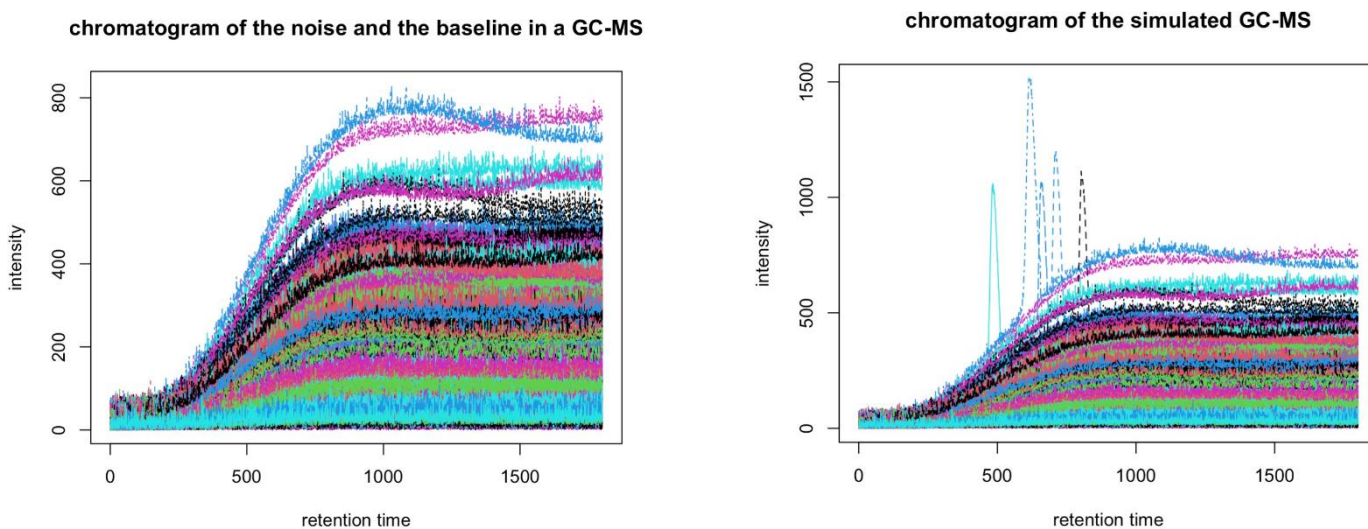 chromatogram of the noise and the baseline in a GC-MS
800
600
400
200
0
intensity
0 500 1000 1500
retention time
chromatogram of the simulated GC-MS
1500
1000
500
0
intensity
0 500 1000 1500
retention time